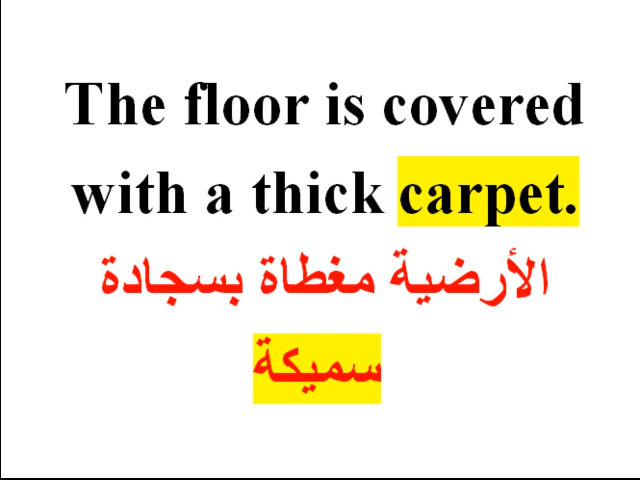 The floor is covered
with a thick carpet.
الأرضية مغطاة بسجادة
سميكة